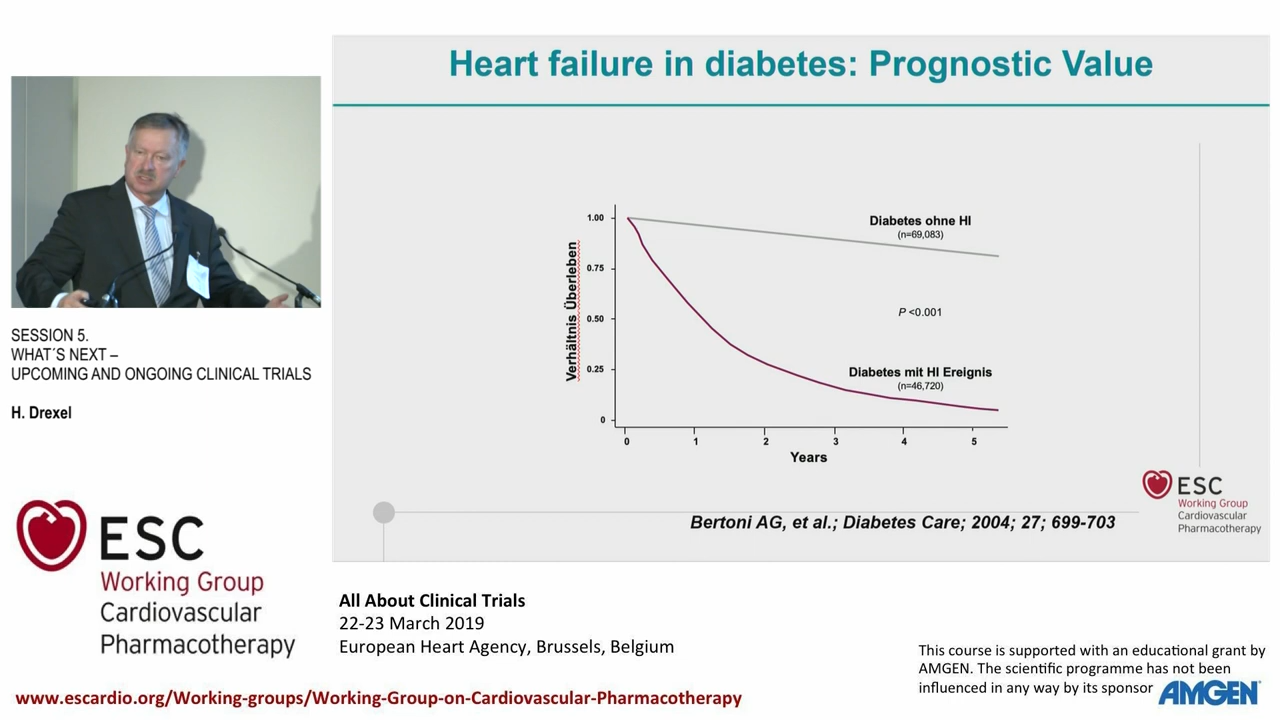 Heart failure in diabetes: Prognostic Value
SESSION 5.
WHAT´S NEXT –
UPCOMING AND ONGOING CLINICAL TRIALS
H. Drexel
Verhältnis Überleben
1.00
0.75
0.50
0.25
0
Diabetes ohne HI
(n=69,083)
P <0.001
Diabetes mit HI Ereignis
(n=46,720)
0 1 2 3 4 5
Years
Bertoni AG, et al.; Diabetes Care; 2004; 27; 699-703
ESC
Working Group
Cardiovascular
Pharmacotherapy
ESC
Working Group
Cardiovascular
Pharmacotherapy
All About Clinical Trials
22-23 March 2019
European Heart Agency, Brussels, Belgium
This course is supported with an educational grant by
AMGEN. The scientific programme has not been
influenced in any way by its sponsor AMGEN
www.escardio.org/Working-groups/Working-Group-on-Cardiovascular-Pharmacotherapy